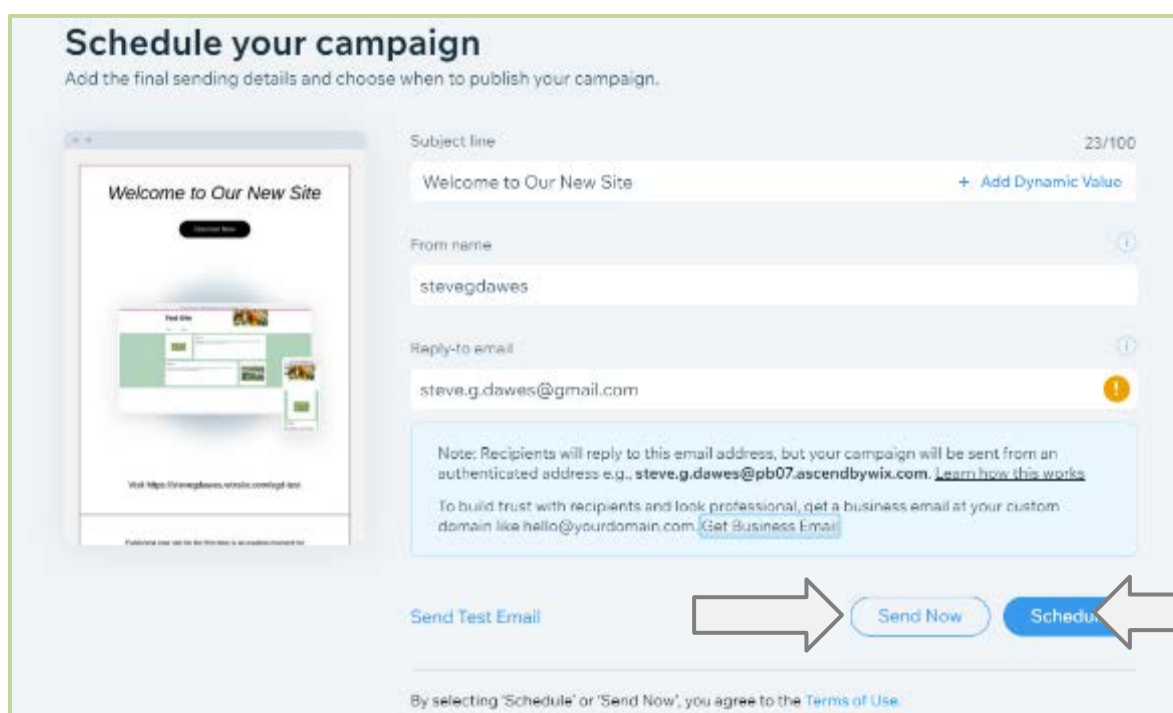 Schedule your campaign
Add the final sending details and choose when to publish your campaign.
Subject line
23/100
Welcome to Our New Site
+ Add Dynamic Value
From name
stevegdawes
Reply-to email
steve.g.dawes@gmail.com
Note: Recipients will reply to this email address, but your campaign will be sent from an
authenticated address e.g., steve.g.dawes@pb07.ascendbywix.com. Learn how this works
To build trust with recipients and look professional, get a business email at your custom
domain like hello@yourdomain.com. Get Business Email
Send Test Email
Send Now
Schedu
By selecting 'Schedule' or 'Send Now', you agree to the Terms of Use.
Welcome to Our New Site
Test Site